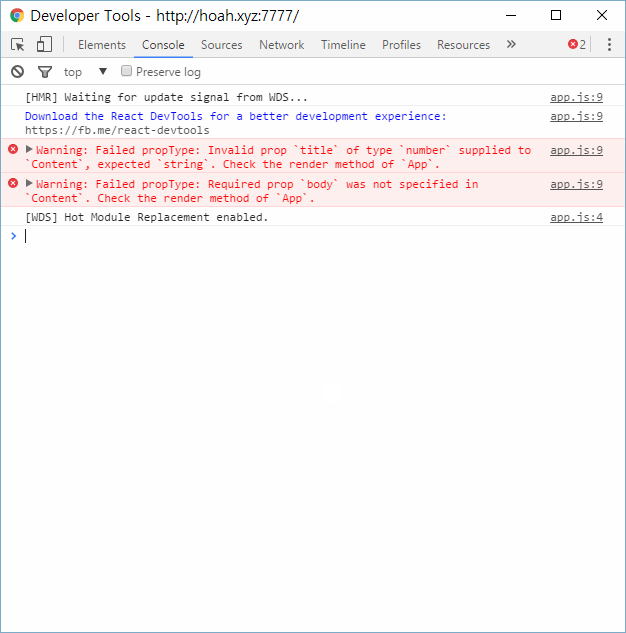 Developer Tools - http://hoah.xyz:7777/
Elements Console Sources Network Timeline Profiles Resources » 2
top ▼ Preserve log
[HMR] Waiting for update signal from WDS... app.js:9
Download the React DevTools for a better development experience: app.js:9
https://fb.me/react-devtools
Warning: Failed propType: Invalid prop `title` of type `number` supplied to app.js:9
`Content`, expected `string`. Check the render method of `App`.
Warning: Failed propType: Required prop `body` was not specified in app.js:9
`Content`. Check the render method of `App`.
[WDS] Hot Module Replacement enabled. app.js:4